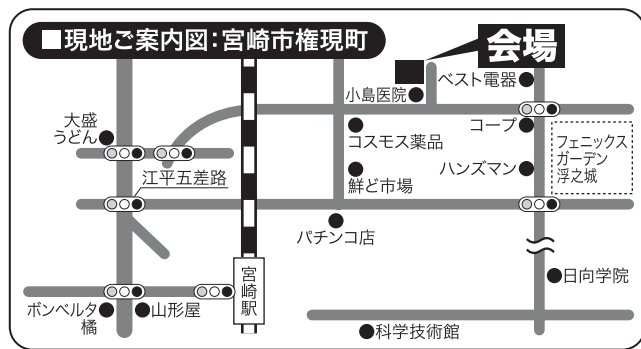 ■現地ご案内図：宮崎市権現町
会場
小島医院
ベスト電器
大盛
うどん
コスモス薬品
コープ
フェニックス
ガーデン
浮之城
江平五差路
鮮ど市場
ハンズマン
パチンコ店
宮崎駅
日向学院
ボンベルタ
橘
山形屋
科学技術館